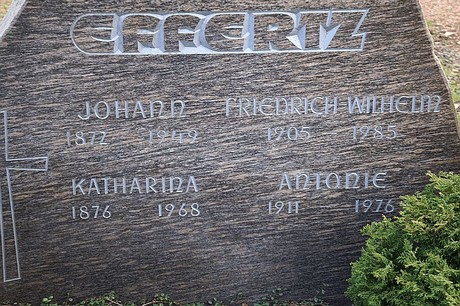 EFFERTZ
JOHANN FRIEDRICH WILHELM
1872 1949 1905 1985
KATHARINA ANTONIE
1876 1968 1911 1976